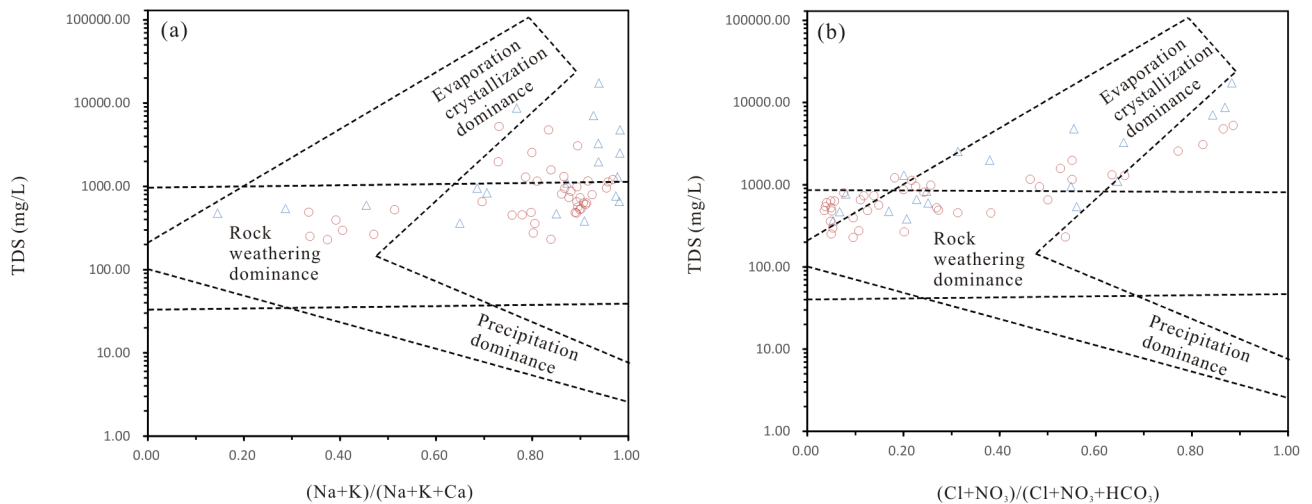 (a)
100000.00
10000.00
1000.00
100.00
10.00
1.00
TDS (mg/L)
Evaporation
crystallization
dominance
Rock
weathering
dominance
Precipitation
dominance
0.00 0.20 0.40 0.60 0.80 1.00
(Na+K)/(Na+K+Ca)
(b)
100000.00
10000.00
1000.00
100.00
10.00
1.00
TDS (mg/L)
Evaporation
crystallization
dominance
Rock
weathering
dominance
Precipitation
dominance
0.00 0.20 0.40 0.60 0.80 1.00
(Cl+NO₃)/(Cl+NO₃+HCO₃)